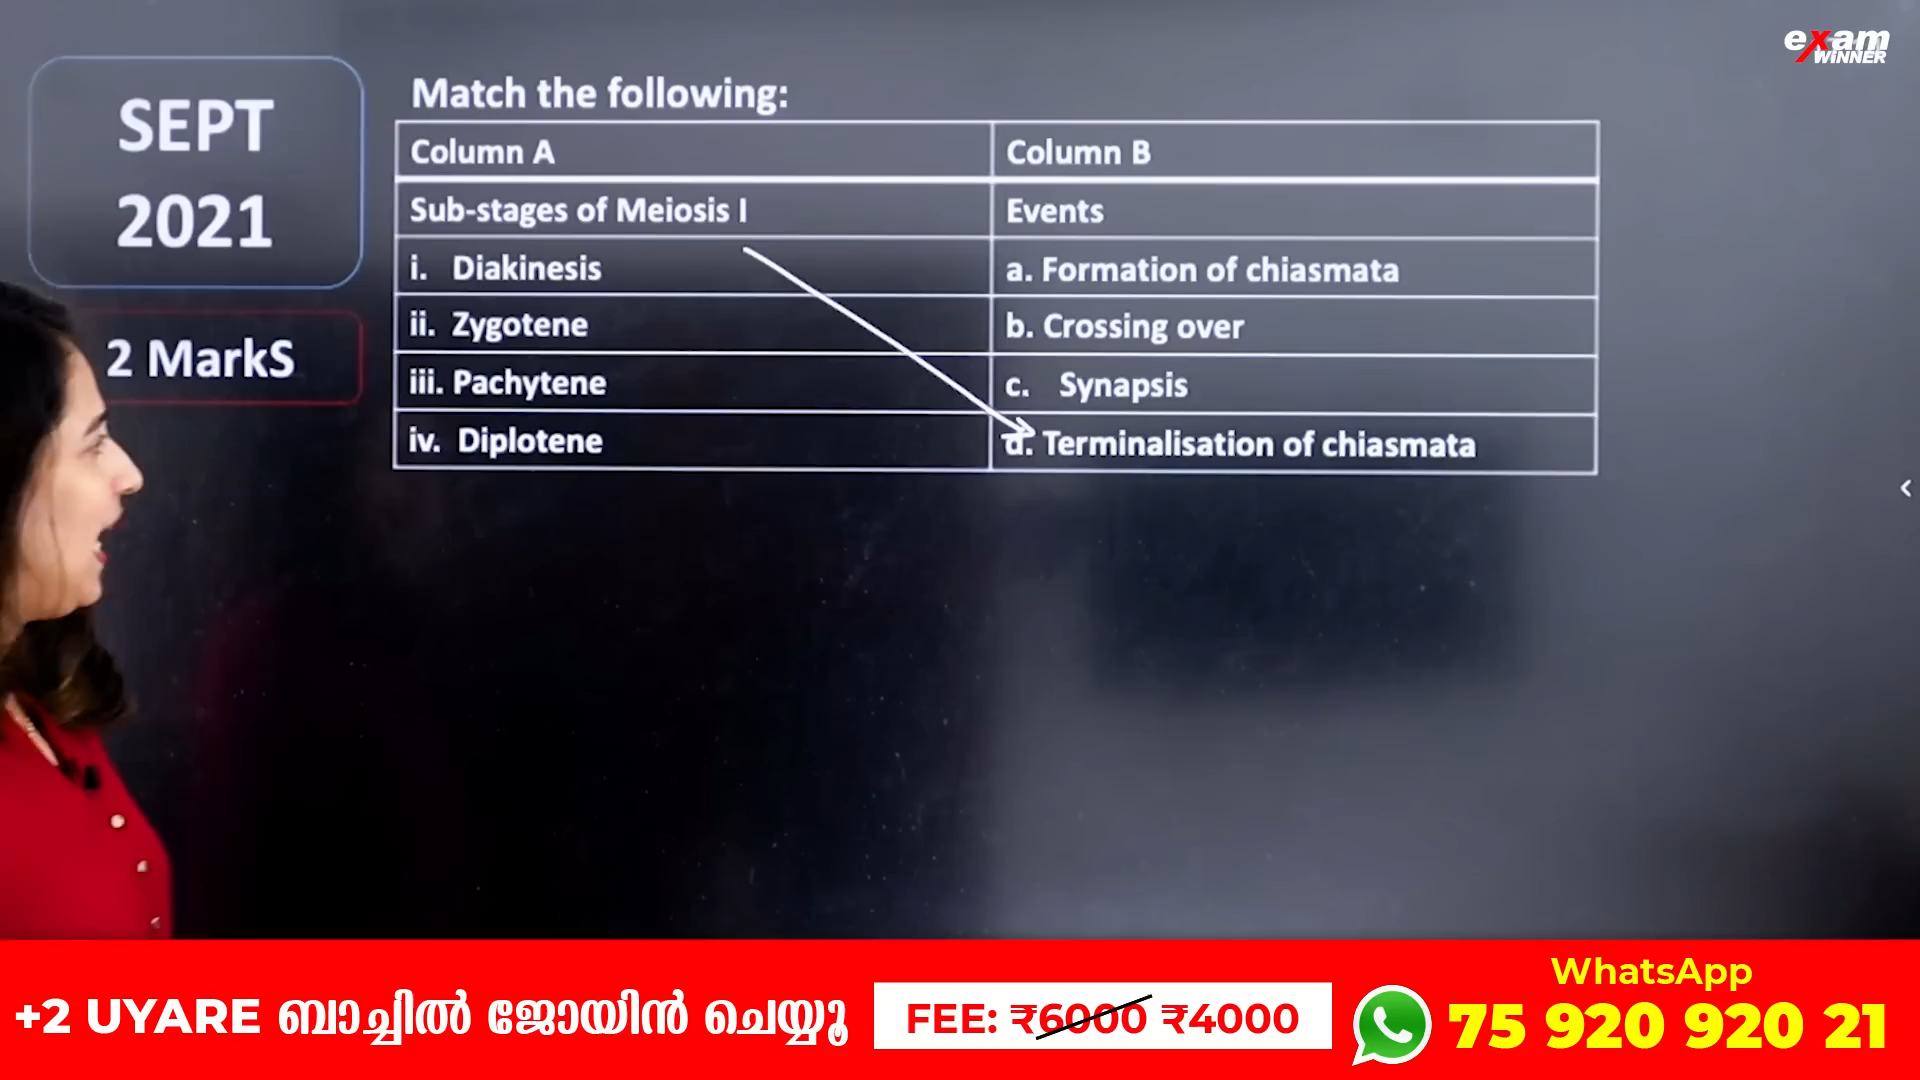 exam
WINNER
SEPT
2021
2 MarkS
Match the following:
Column A
Column B
Sub-stages of Meiosis I
Events
i. Diakinesis
a. Formation of chiasmata
ii. Zygotene
b. Crossing over
iii. Pachytene
c. Synapsis
iv. Diplotene
d. Terminalisation of chiasmata
+2 UYARE ബാച്ചിൽ ജോയിൻ ചെയ്യൂ
FEE: ₹6000 ₹4000
WhatsApp
75 920 920 21